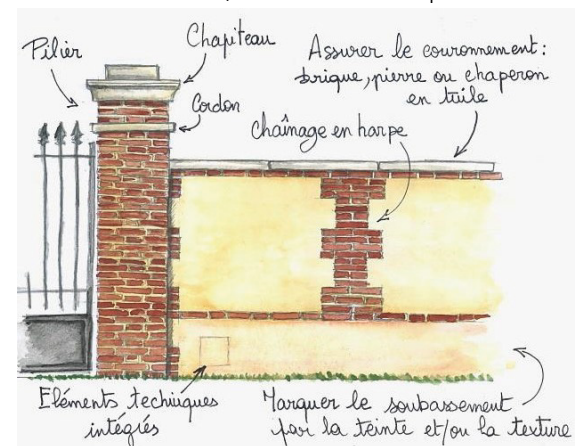 Pilier
Chapiteau
Cordon
Assurer le couronnement :
brique, pierre ou chaperon
en tuile
Chaînage en harpe
Eléments techniques
intégrés
Marquer le soubassement
par la teinte et/ou la texture